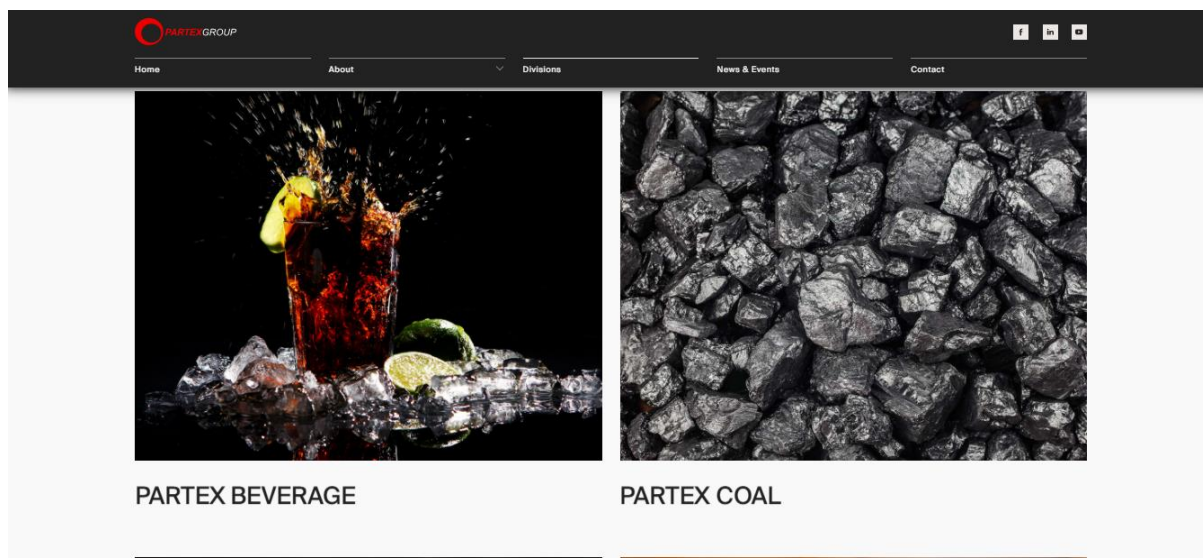 PARTEXGROUP
Home
About
Divisions
News & Events
Contact
PARTEX BEVERAGE
PARTEX COAL